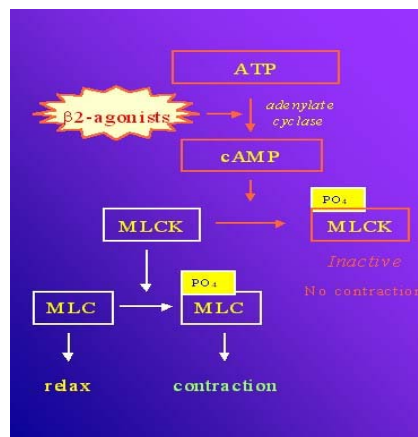 ATP
β2-agonists
adenylate
cyclase
cAMP
PO4
MLCK
MLCK
Inactive
No contraction
PO4
MLC
MLC
relax
contraction